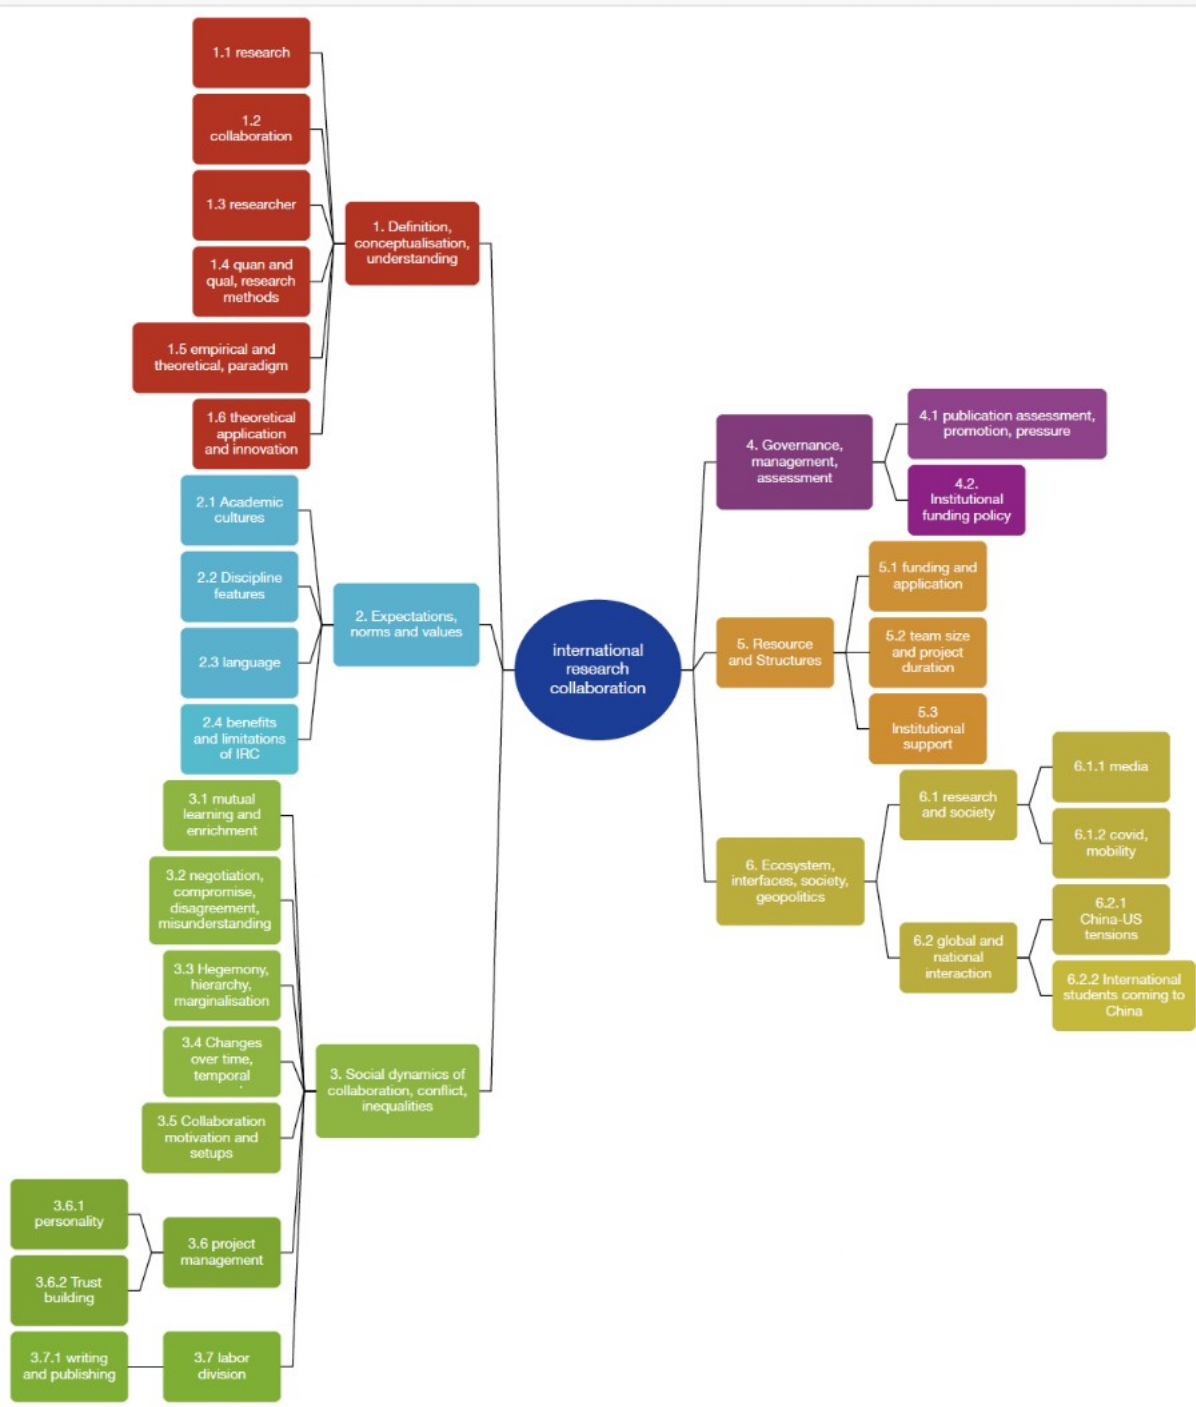 1.1 research
1.2
collaboration
1.3 researcher
1.4 quan and
qual, research
methods
1.5 empirical and
theoretical, paradigm
1.6 theoretical
application
and innovation
1. Definition,
conceptualisation,
understanding
2.1 Academic
cultures
2.2 Discipline
features
2.3 language
2.4 benefits
and limitations
of IRC
2. Expectations,
norms and values
3.1 mutual
learning and
enrichment
3.2 negotiation,
compromise,
disagreement,
misunderstanding
3.3 Hegemony,
hierarchy,
marginalisation
3.4 Changes
over time,
temporal
3.5 Collaboration
motivation and
setups
3.6.1
personality
3.6.2 Trust
building
3.6 project
management
3.7.1 writing
and publishing
3.7 labor
division
3. Social dynamics of
collaboration, conflict,
inequalities
international
research
collaboration
4. Governance,
management,
assessment
4.1 publication assessment,
promotion, pressure
4.2.
Institutional
funding policy
5. Resource
and Structures
5.1 funding and
application
5.2 team size
and project
duration
5.3
Institutional
support
6. Ecosystem,
interfaces, society,
geopolitics
6.1 research
and society
6.1.1 media
6.1.2 covid,
mobility
6.2 global and
national
interaction
6.2.1
China-US
tensions
6.2.2 International
students coming to
China